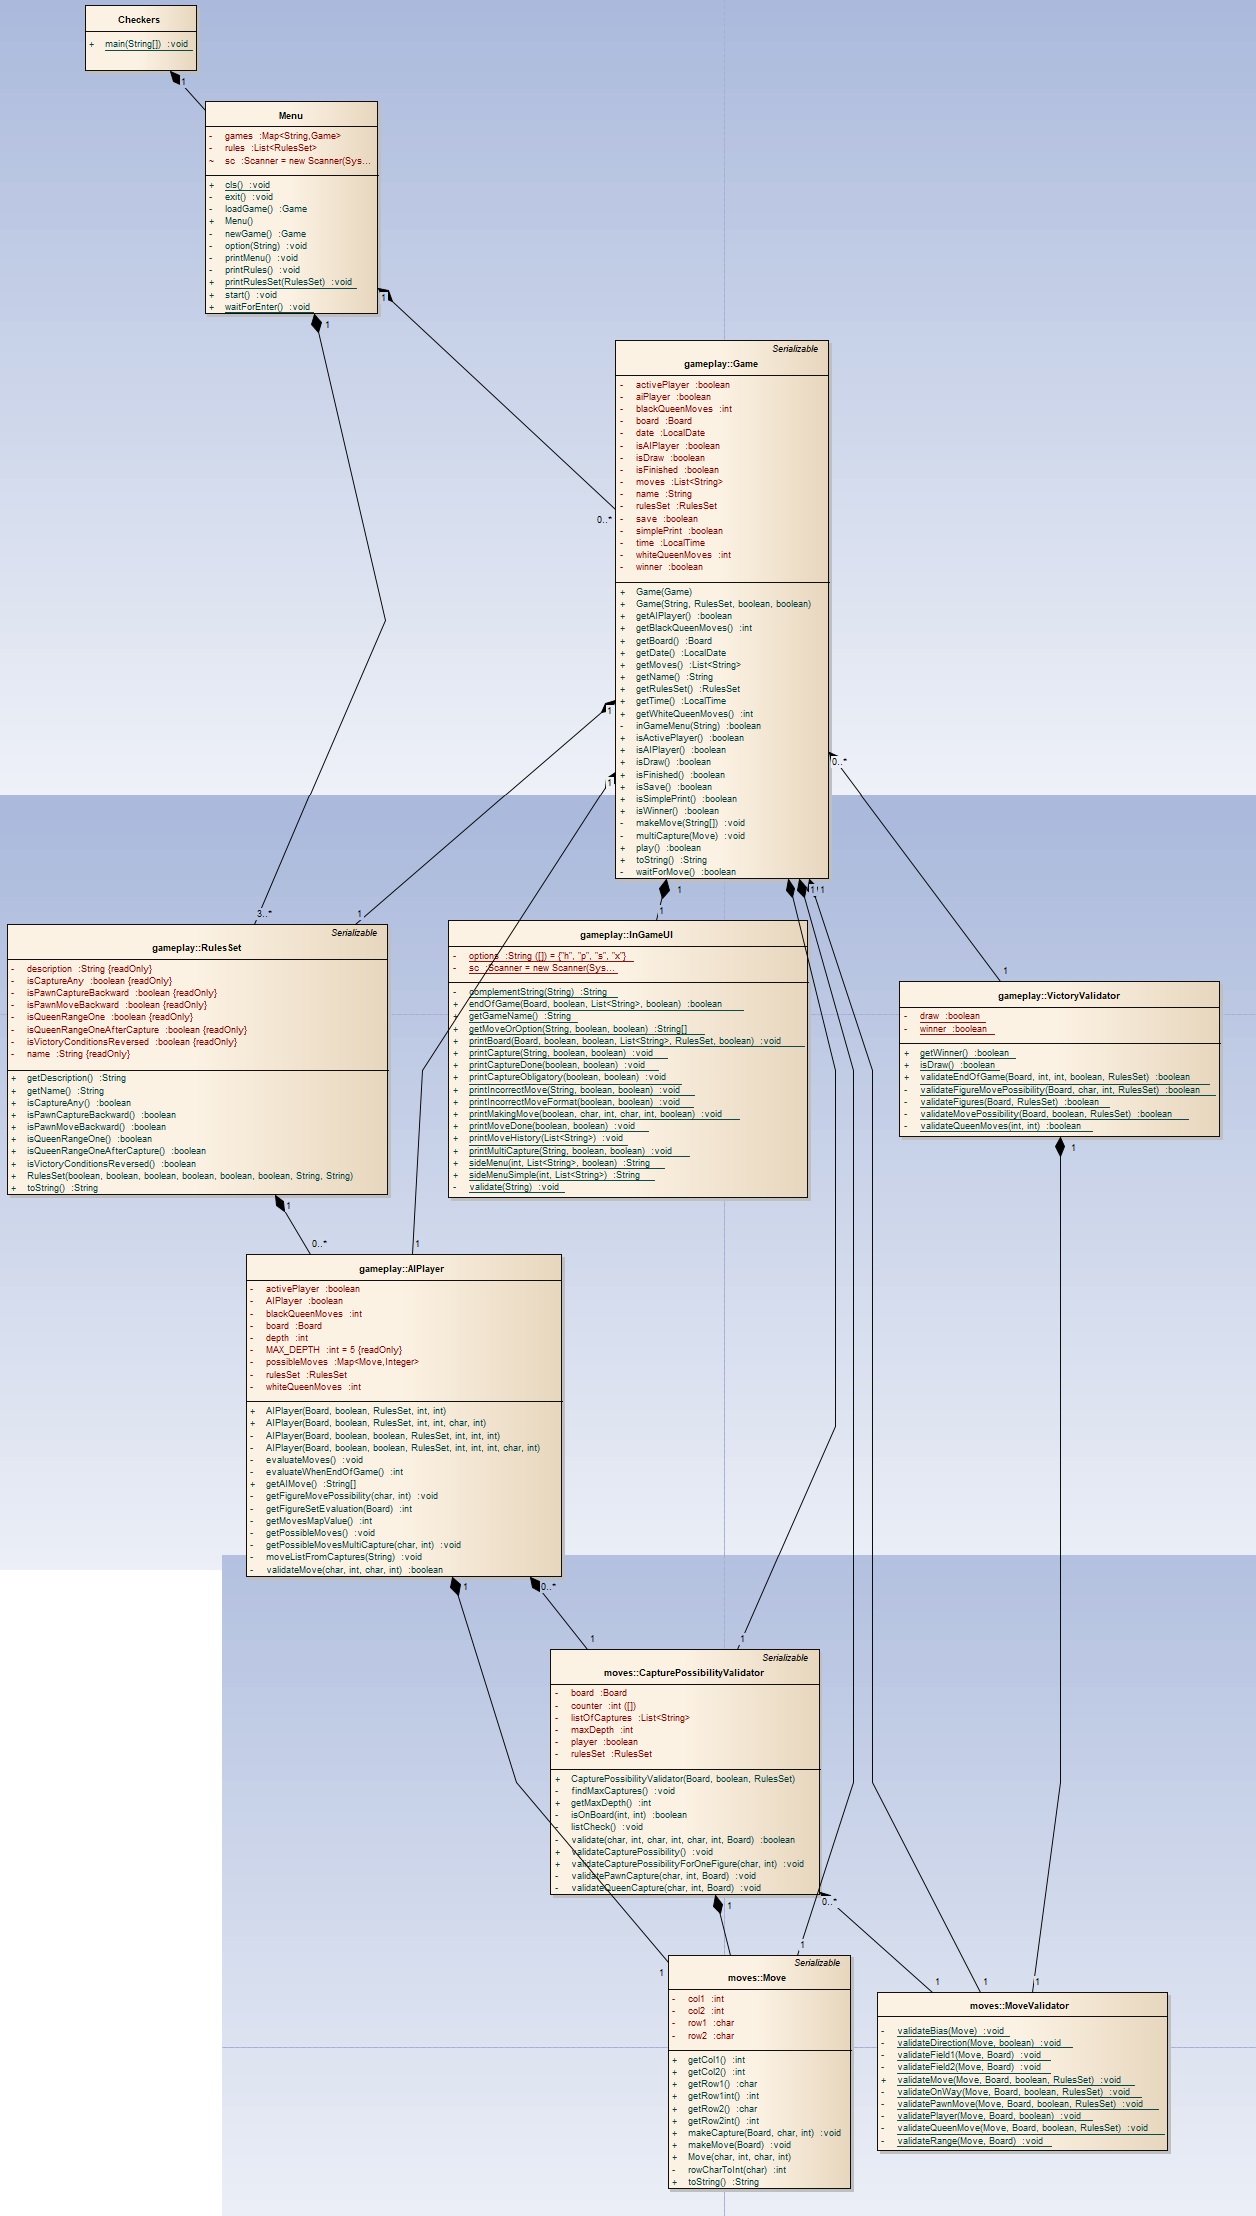 Checkers
+ main(String[]) :void
1
Menu
- games :Map<String,Game>
- rules :List<RulesSet>
~ sc :Scanner = new Scanner(Sys...
+ cls() :void
- exit() :void
- loadGame() :Game
+ Menu()
- newGame() :Game
- option(String) :void
- printMenu() :void
- printRules() :void
+ printRulesSet(RulesSet) :void
+ start() :void
+ waitForEnter() :void
1
1
Serializable
gameplay::Game
- activePlayer :boolean
- aiPlayer :boolean
- blackQueenMoves :int
- board :Board
- date :LocalDate
- isAIPlayer :boolean
- isDraw :boolean
- isFinished :boolean
- moves :List<String>
- name :String
- rulesSet :RulesSet
- save :boolean
- simplePrint :boolean
- time :LocalTime
- whiteQueenMoves :int
- winner :boolean
0..*
+ Game(Game)
+ Game(String, RulesSet, boolean, boolean)
+ getAIPlayer() :boolean
+ getBlackQueenMoves() :int
+ getBoard() :Board
+ getDate() :LocalDate
+ getMoves() :List<String>
+ getName() :String
+ getRulesSet() :RulesSet
+ getTime() :LocalTime
+ getWhiteQueenMoves() :int
- inGameMenu(String) :boolean
+ isActivePlayer() :boolean
+ isAIPlayer() :boolean
+ isDraw() :boolean
+ isFinished() :boolean
+ isSave() :boolean
+ isSimplePrint() :boolean
+ isWinner() :boolean
- makeMove(String[]) :void
- multiCapture(Move) :void
+ play() :boolean
+ toString() :String
- waitForMove() :boolean
1
1
0..*
1
1 1 1
3..*
1
1
1
Serializable
gameplay::RulesSet
- description :String {readOnly}
- isCaptureAny :boolean {readOnly}
- isPawnCaptureBackward :boolean {readOnly}
- isPawnMoveBackward :boolean {readOnly}
- isQueenRangeOne :boolean {readOnly}
- isQueenRangeOneAfterCapture :boolean {readOnly}
- isVictoryConditionsReversed :boolean {readOnly}
- name :String {readOnly}
+ getDescription() :String
+ getName() :String
+ isCaptureAny() :boolean
+ isPawnCaptureBackward() :boolean
+ isPawnMoveBackward() :boolean
+ isQueenRangeOne() :boolean
+ isQueenRangeOneAfterCapture() :boolean
+ isVictoryConditionsReversed() :boolean
+ RulesSet(boolean, boolean, boolean, boolean, boolean, boolean, String, String)
+ toString() :String
gameplay::InGameUI
- options :String ([]) = {"h", "p", "s", "x"}
- sc :Scanner = new Scanner(Sys...
- complementString(String) :String
+ endOfGame(Board, boolean, List<String>, boolean) :boolean
+ getGameName() :String
+ getMoveOrOption(String, boolean, boolean) :String[]
+ printBoard(Board, boolean, boolean, List<String>, RulesSet, boolean) :void
+ printCapture(String, boolean, boolean) :void
+ printCaptureDone(boolean, boolean) :void
+ printCaptureObligatory(boolean, boolean) :void
+ printIncorrectMove(String, boolean, boolean) :void
+ printIncorrectMoveFormat(boolean, boolean) :void
+ printMakingMove(boolean, char, int, char, int, boolean) :void
+ printMoveDone(boolean, boolean) :void
+ printMoveHistory(List<String>) :void
+ printMultiCapture(String, boolean, boolean) :void
+ sideMenu(int, List<String>, boolean) :String
+ sideMenuSimple(int, List<String>) :String
- validate(String) :void
gameplay::VictoryValidator
- draw :boolean
- winner :boolean
+ getWinner() :boolean
+ isDraw() :boolean
+ validateEndOfGame(Board, int, int, boolean, RulesSet) :boolean
- validateFigureMovePossibility(Board, char, int, RulesSet) :boolean
- validateFigures(Board, RulesSet) :boolean
- validateMovePossibility(Board, boolean, RulesSet) :boolean
- validateQueenMoves(int, int) :boolean
1
1
0..*
1
gameplay::AIPlayer
- activePlayer :boolean
- AIPlayer :boolean
- blackQueenMoves :int
- board :Board
- depth :int
- MAX_DEPTH :int = 5 {readOnly}
- possibleMoves :Map<Move,Integer>
- rulesSet :RulesSet
- whiteQueenMoves :int
+ AIPlayer(Board, boolean, RulesSet, int, int)
+ AIPlayer(Board, boolean, RulesSet, int, int, char, int)
- AIPlayer(Board, boolean, boolean, RulesSet, int, int, int)
- AIPlayer(Board, boolean, boolean, RulesSet, int, int, int, char, int)
- evaluateMoves() :void
- evaluateWhenEndOfGame() :int
+ getAIMove() :String[]
- getFigureMovePossibility(char, int) :void
- getFigureSetEvaluation(Board) :int
- getMovesMapValue() :int
- getPossibleMoves() :void
- getPossibleMovesMultiCapture(char, int) :void
- moveListFromCaptures(String) :void
- validateMove(char, int, char, int) :boolean
1
0..*
1
1
Serializable
moves::CapturePossibilityValidator
- board :Board
- counter :int ([])
- listOfCaptures :List<String>
- maxDepth :int
- player :boolean
- rulesSet :RulesSet
+ CapturePossibilityValidator(Board, boolean, RulesSet)
- findMaxCaptures() :void
+ getMaxDepth() :int
- isOnBoard(int, int) :boolean
- listCheck() :void
- validate(char, int, char, int, char, int, Board) :boolean
+ validateCapturePossibility() :void
+ validateCapturePossibilityForOneFigure(char, int) :void
- validatePawnCapture(char, int, Board) :void
- validateQueenCapture(char, int, Board) :void
1
0..*
1
1
1
1
1
Serializable
moves::Move
- col1 :int
- col2 :int
- row1 :char
- row2 :char
+ getCol1() :int
+ getCol2() :int
+ getRow1() :char
+ getRow1int() :int
+ getRow2() :char
+ getRow2int() :int
+ makeCapture(Board, char, int) :void
+ makeMove(Board) :void
+ Move(char, int, char, int)
- rowCharToInt(char) :int
+ toString() :String
moves::MoveValidator
- validateBias(Move) :void
- validateDirection(Move, boolean) :void
- validateField1(Move, Board) :void
- validateField2(Move, Board) :void
+ validateMove(Move, Board, boolean, RulesSet) :void
- validateOnWay(Move, Board, boolean, RulesSet) :void
- validatePawnMove(Move, Board, boolean, RulesSet) :void
- validatePlayer(Move, Board, boolean) :void
- validateQueenMove(Move, Board, boolean, RulesSet) :void
- validateRange(Move, Board) :void